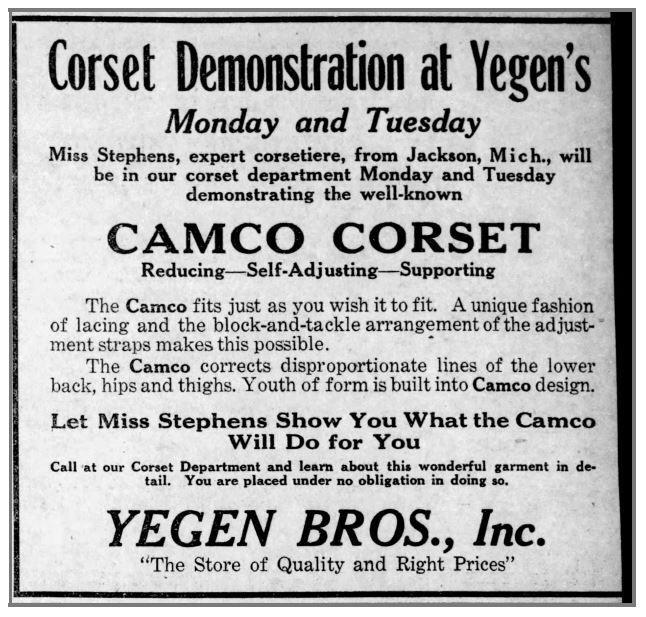 Corset Demonstration at Yegen's
Monday and Tuesday
Miss Stephens, expert corsetiere, from Jackson, Mich., will
be in our corset department Monday and Tuesday
demonstrating the well-known
CAMCO CORSET
Reducing—Self-Adjusting—Supporting
The Camco fits just as you wish it to fit. A unique fashion
of lacing and the block-and-tackle arrangement of the adjust-
ment straps makes this possible.
The Camco corrects disproportionate lines of the lower
back, hips and thighs. Youth of form is built into Camco design.
Let Miss Stephens Show You What the Camco
Will Do for You
Call at our Corset Department and learn about this wonderful garment in de-
tail. You are placed under no obligation in doing so.
YEGEN BROS., Inc.
"The Store of Quality and Right Prices"